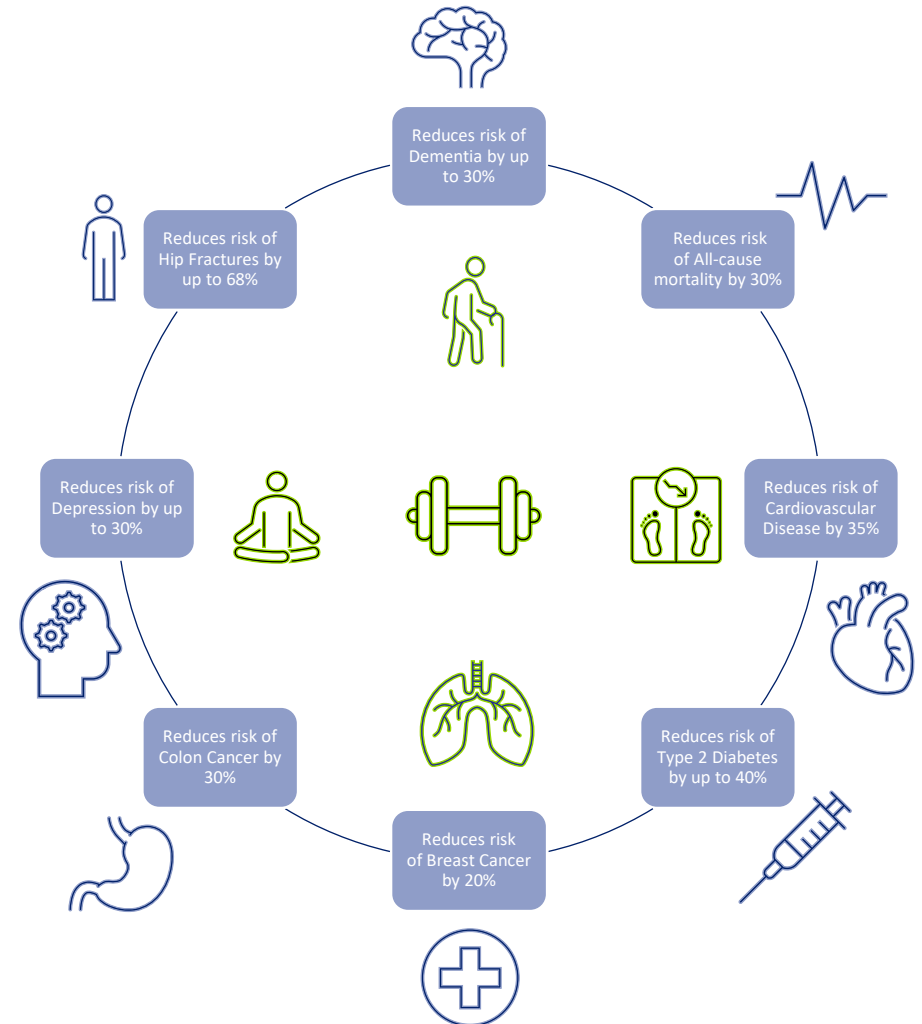 Reduces risk of
Dementia by up
to 30%
Reduces risk
of All-cause
mortality by 30%
Reduces risk of
Cardiovascular
Disease by 35%
Reduces risk of
Type 2 Diabetes
by up to 40%
Reduces risk
of Breast Cancer
by 20%
Reduces risk of
Colon Cancer by
30%
Reduces risk of
Depression by up
to 30%
Reduces risk of
Hip Fractures by
up to 68%